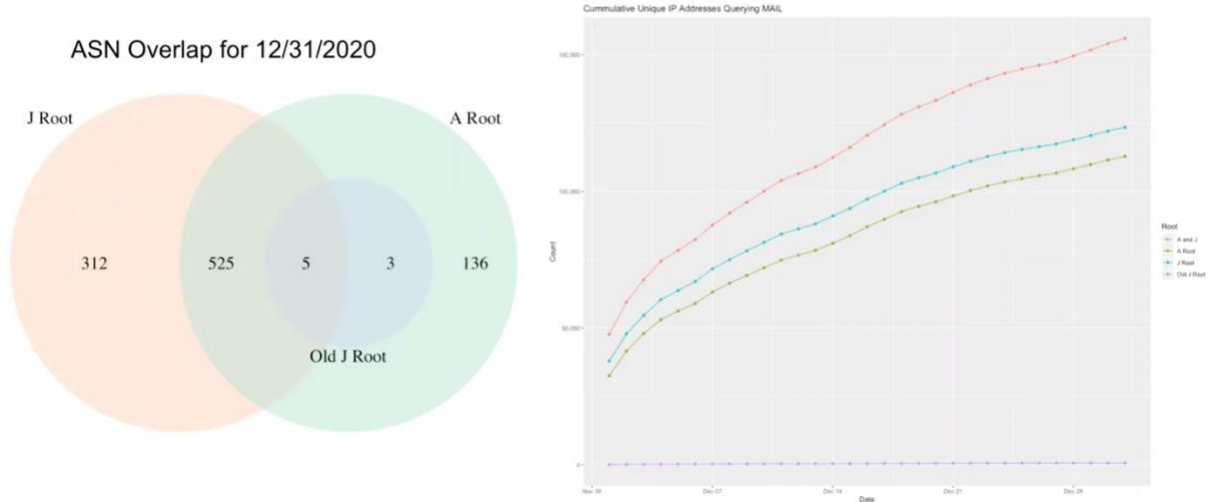 ASN Overlap for 12/31/2020
J Root
A Root
312
525
5
3
136
Old J Root
Cummulative Unique IP Addresses Querying MAIL
150,000
100,000
50,000
0
Count
Nov 30
Dec 07
Dec 14
Dec 21
Dec 28
Date
Root
A and J
A Root
J Root
Old J Root